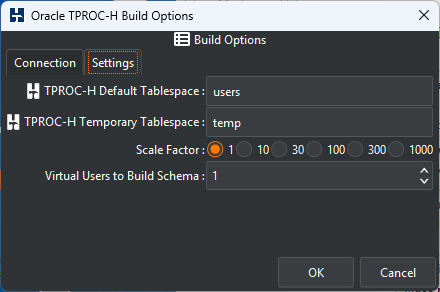 Oracle TPROC-H Build Options
Build Options
Connection Settings
TPROC-H Default Tablespace : users
TPROC-H Temporary Tablespace : temp
Scale Factor : 1 10 30 100 300 1000
Virtual Users to Build Schema : 1
OK Cancel